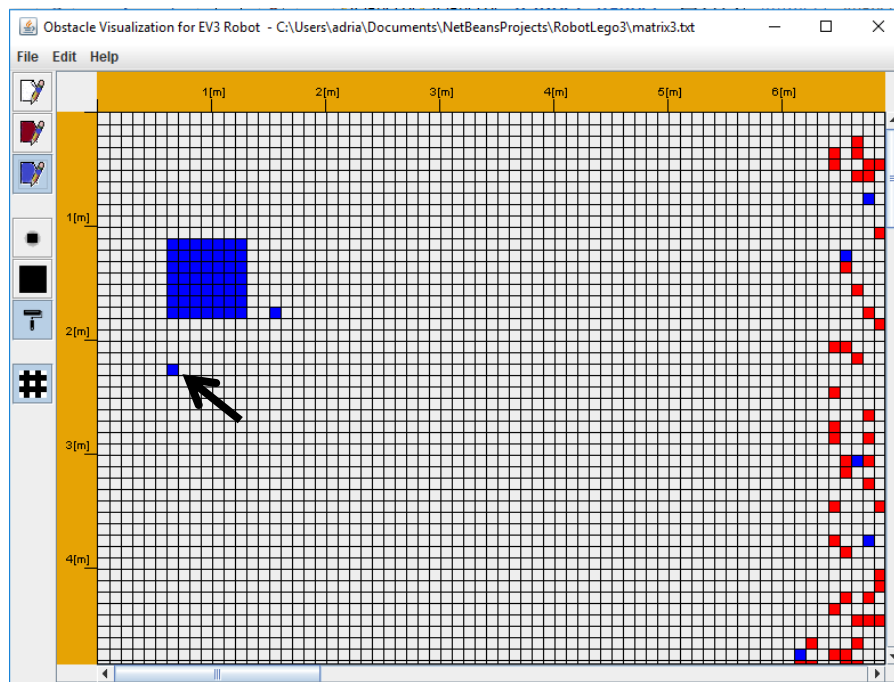 Obstacle Visualization for EV3 Robot - C:\Users\adria\Documents\NetBeansProjects\RobotLego3\matrix3.txt
File Edit Help
1[m] 2[m] 3[m] 4[m] 5[m] 6[m]
1[m]
2[m]
3[m]
4[m]